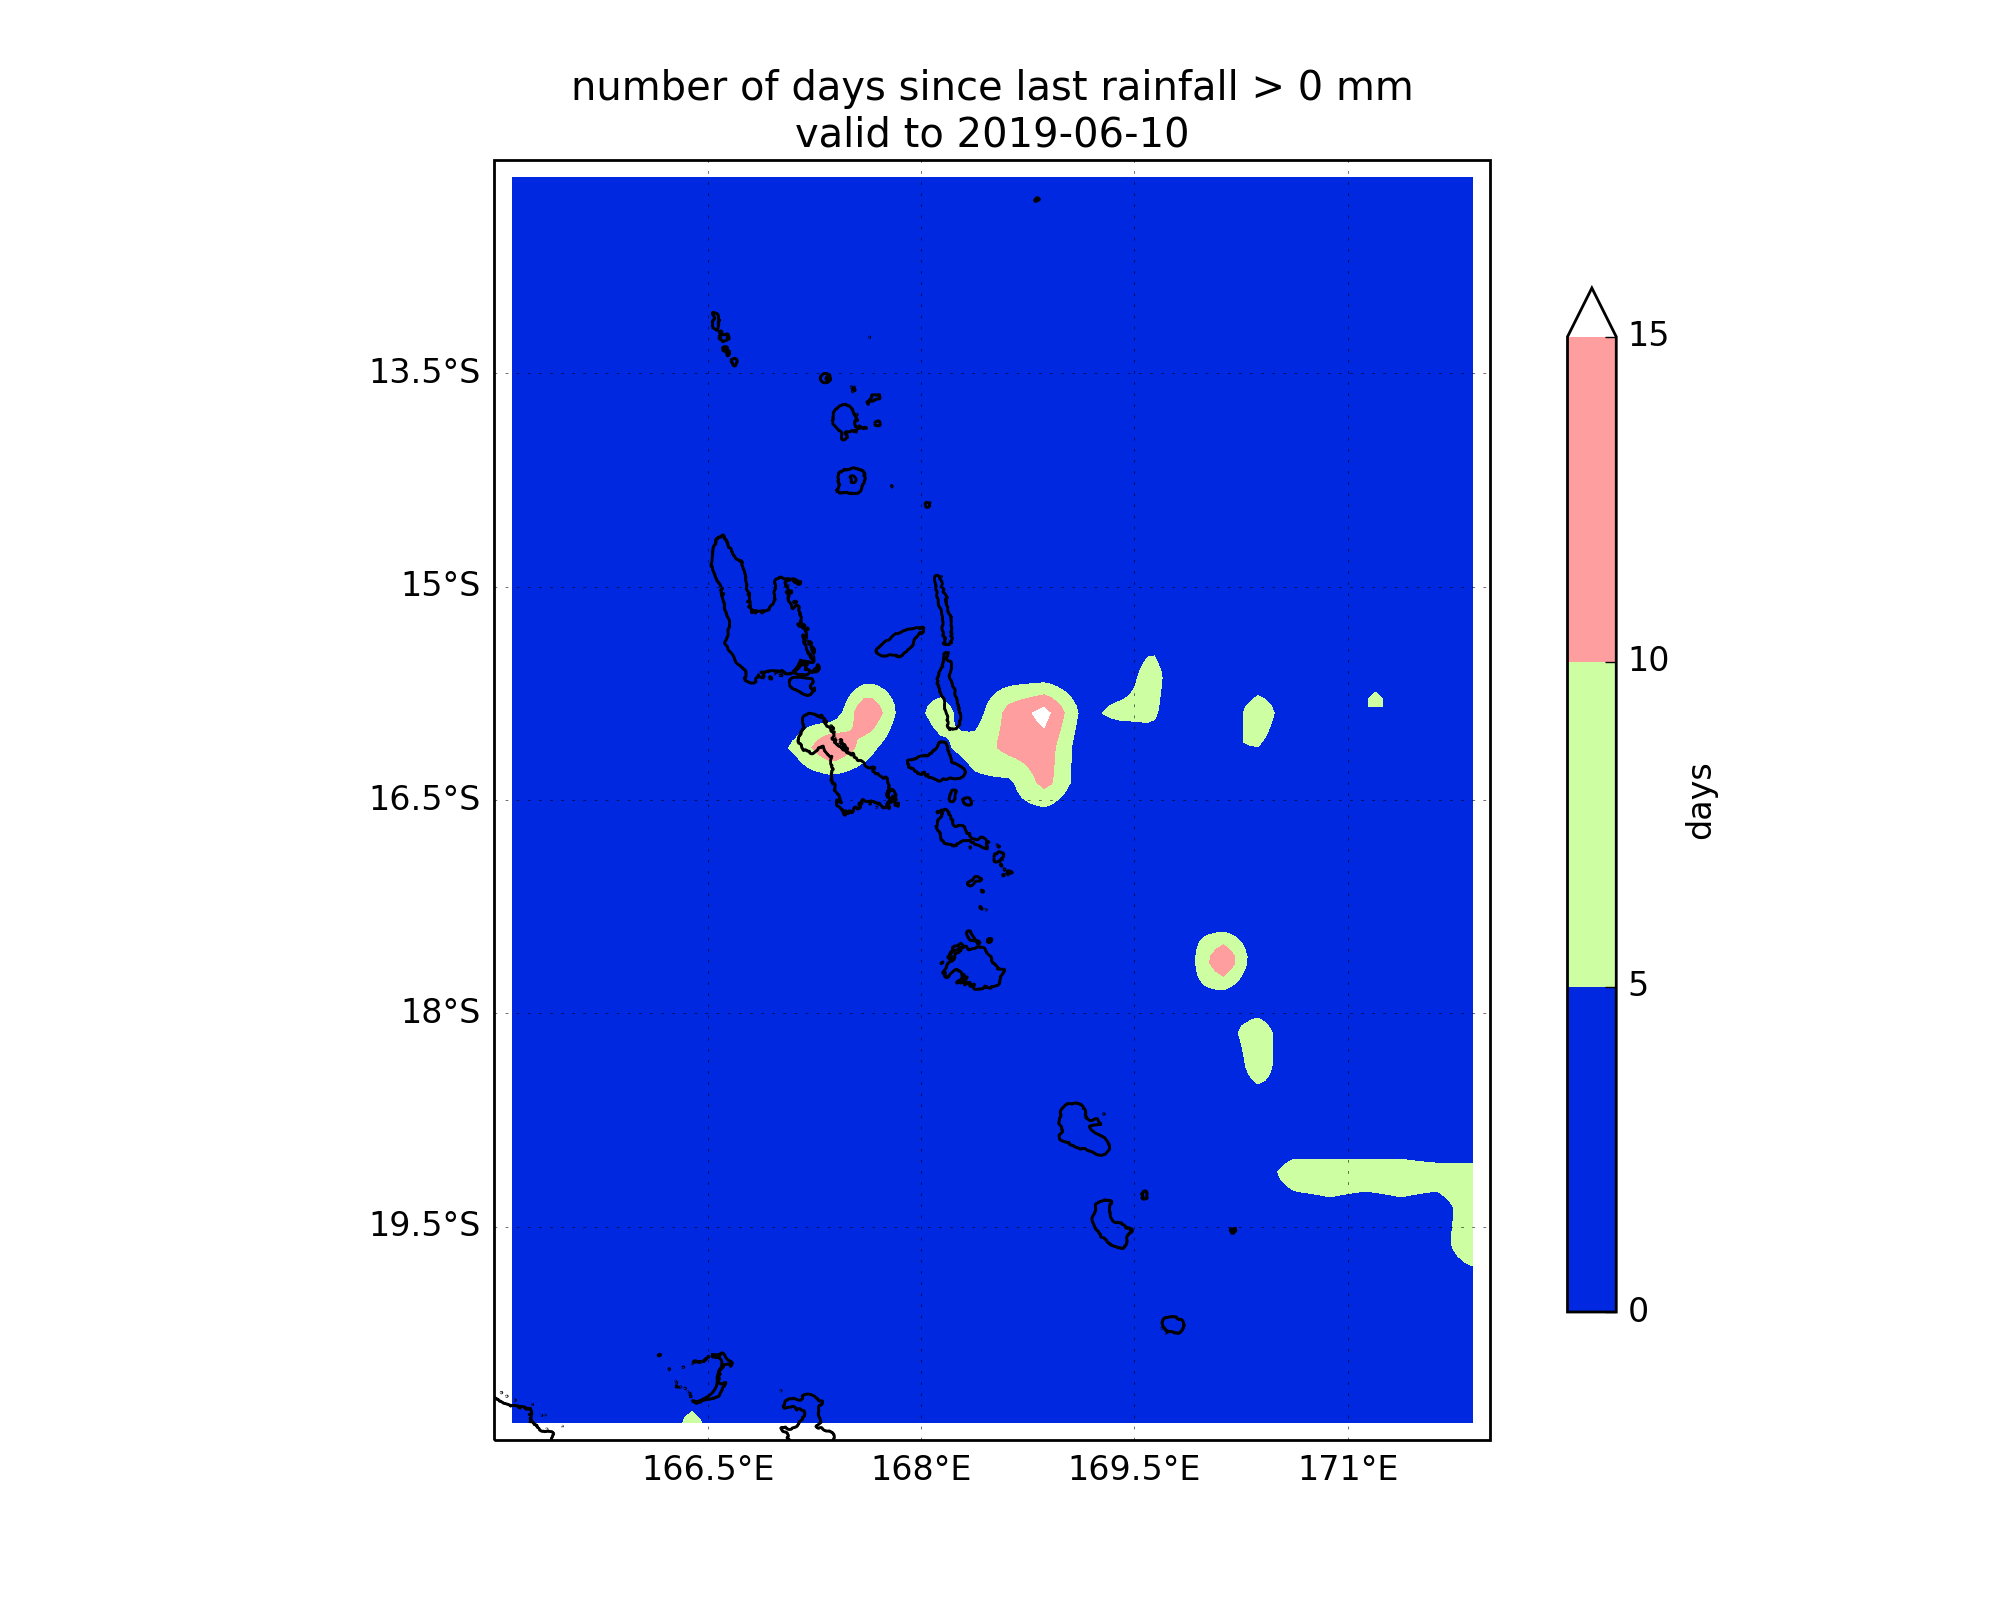 number of days since last rainfall > 0 mm
valid to 2019-06-10
13.5°S
15°S
16.5°S
18°S
19.5°S
166.5°E 168°E 169.5°E 171°E
15
10
5
0
days